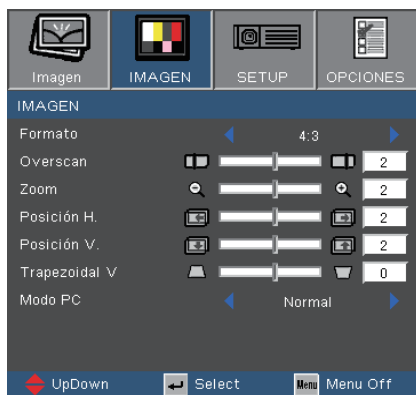 Imagen IMAGEN SETUP OPCIONES
IMAGEN
Formato 4:3
Overscan 2
Zoom 2
Posición H. 2
Posición V. 2
Trapezoidal V 0
Modo PC Normal
UpDown Select Menu Menu Off